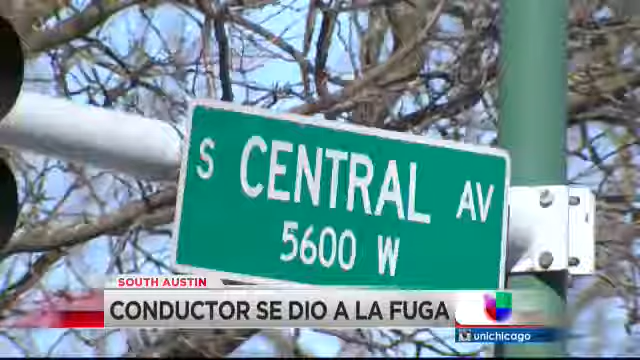 S CENTRAL AV
5600 W
SOUTH AUSTIN
CONDUCTOR SE DIO A LA FUGA
unichicago